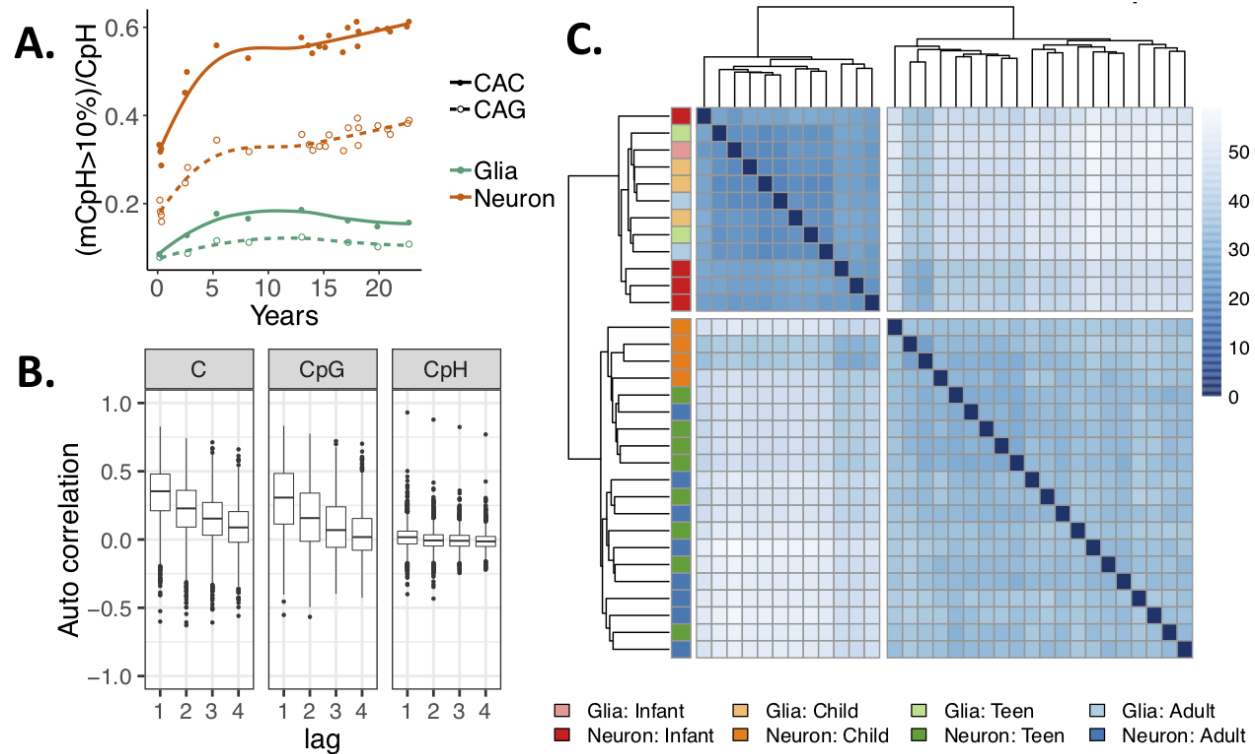 A.
(mCpH>10%)/CpH
0.6
0.4
0.2
0
5
10
15
20
Years
CAC
CAG
Glia
Neuron
B.
C
CpG
CpH
Auto correlation
1.0
0.5
0.0
−0.5
−1.0
1 2 3 4
1 2 3 4
1 2 3 4
lag
C.
50
40
30
20
10
0
Glia: Infant
Glia: Child
Glia: Teen
Glia: Adult
Neuron: Infant
Neuron: Child
Neuron: Teen
Neuron: Adult